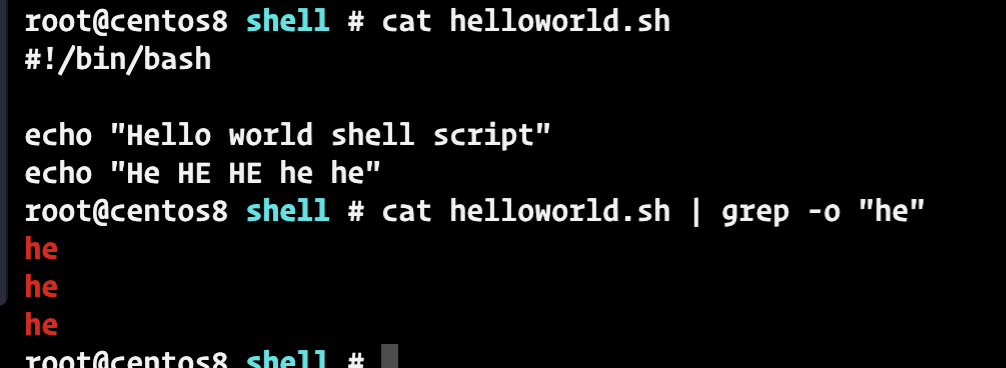 root@centos8 shell # cat helloworld.sh
#!/bin/bash
echo "Hello world shell script"
echo "He HE HE he he"
root@centos8 shell # cat helloworld.sh | grep -o "he"
he
he
he
root@centos8 shell #